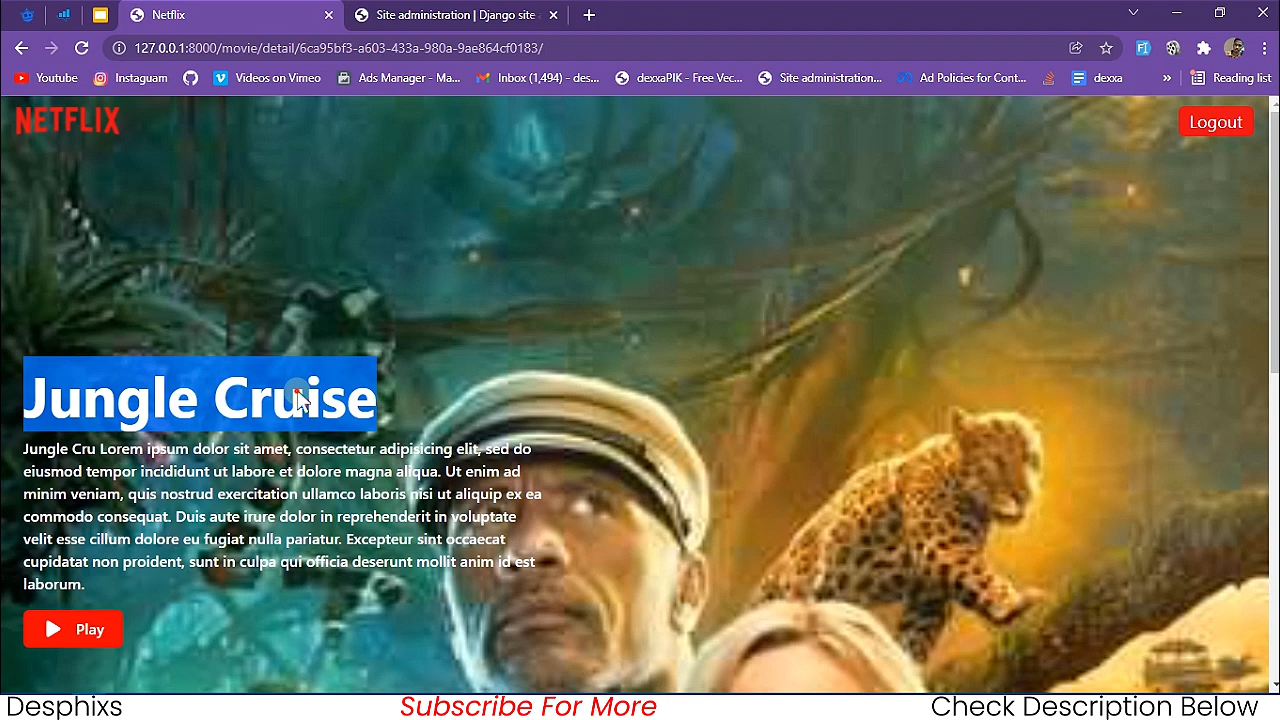 Netflix
Site administration | Django site
127.0.0.1:8000/movie/detail/6ca95bf3-a603-433a-980a-9ae864cf0183/
Youtube
Instaguam
Videos on Vimeo
Ads Manager - Ma...
Inbox (1,494) - des...
dexxaPIK - Free Vec...
Site administration...
Ad Policies for Cont...
dexxa
»
Reading list
NETFLIX
Logout
Jungle Cruise
Jungle Cru Lorem ipsum dolor sit amet, consectetur adipisicing elit, sed do
eiusmod tempor incididunt ut labore et dolore magna aliqua. Ut enim ad
minim veniam, quis nostrud exercitation ullamco laboris nisi ut aliquip ex ea
commodo consequat. Duis aute irure dolor in reprehenderit in voluptate
velit esse cillum dolore eu fugiat nulla pariatur. Excepteur sint occaecat
cupidatat non proident, sunt in culpa qui officia deserunt mollit anim id est
laborum.
Play
Desphixs
Subscribe For More
Check Description Below